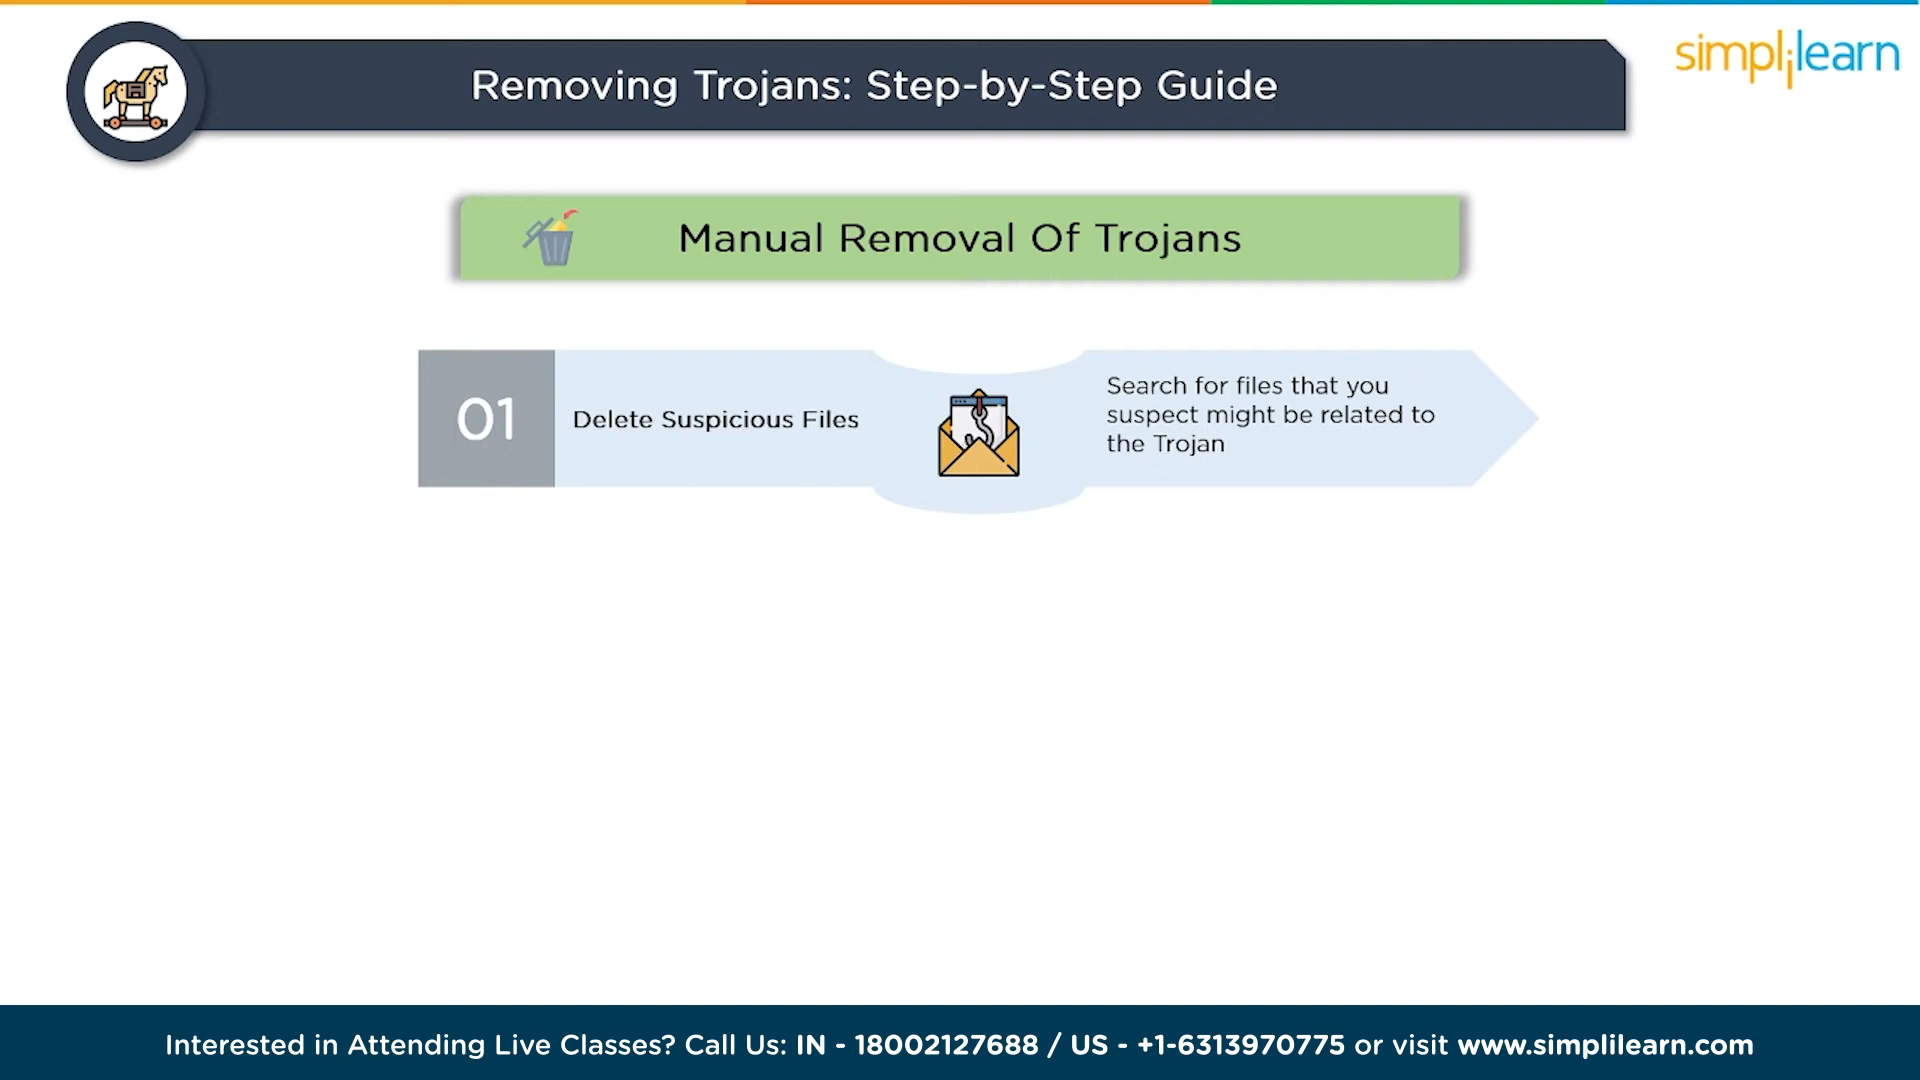 Removing Trojans: Step-by-Step Guide
simplilearn
Manual Removal Of Trojans
01
Delete Suspicious Files
Search for files that you
suspect might be related to
the Trojan
Interested in Attending Live Classes? Call Us: IN - 18002127688 / US - +1-6313970775 or visit www.simplilearn.com